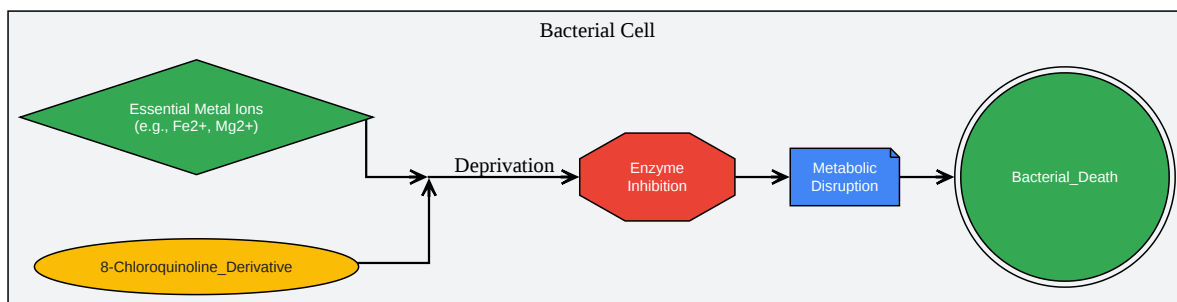 Bacterial Cell
Essential Metal Ions
(e.g., Fe2+, Mg2+)
Deprivation
Enzyme
Inhibition
Metabolic
Disruption
Bacterial_Death
8-Chloroquinoline_Derivative